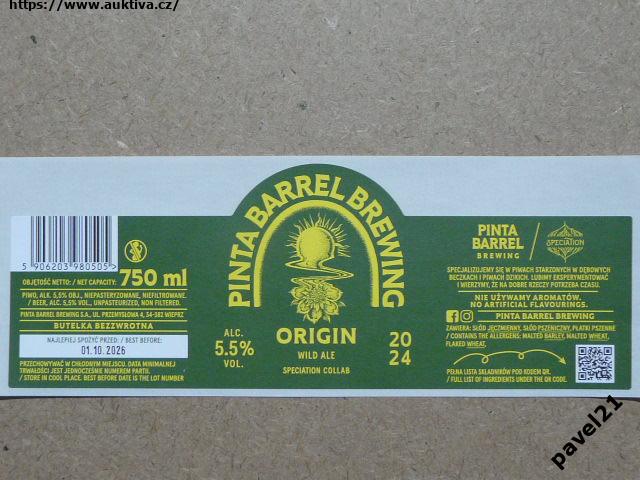 https://www.auktiva.cz/
5 906203 980505 >
OBJĘTOŚĆ NETTO: / NET CAPACITY: 750 ml
PIWO, ALK. 5,5% OBJ., NIEPASTERYZOWANE, NIEFILTROWANE.
/ BEER, ALC. 5,5% VOL., UNPASTEURIZED, NON FILTERED.
PINTA BARREL BREWING S.A., UL. PRZEMYSŁOWA 4, 34-382 WIEPRZ
BUTELKA BEZZWROTNA
NAJLEPIEJ SPOŻYĆ PRZED: / BEST BEFORE:
01.10.2026
PRZECHOWYWAĆ W CHŁODNYM MIEJSCU. DATA MINIMALNEJ
TRWAŁOŚCI JEST JEDNOCZEŚNIE NUMEREM PARTII.
/ STORE IN COOL PLACE. BEST BEFORE DATE IS THE LOT NUMBER
PINTA BARREL BREWING
ORIGIN
WILD ALE
SPECIATION COLLAB
ALC.
5.5%
VOL.
20
24
PINTA
BARREL
BREWING
SPECIATION
SPECJALIZUJEMY SIĘ W PIWACH STARZONYCH W DĘBOWYCH
BECZKACH I PIWACH DZIKICH. LUBIMY EKSPERYMENTOWAĆ
I WIERZYMY, ŻE NA DOBRE RZECZY POTRZEBA CZASU.
NIE UŻYWAMY AROMATÓW.
NO ARTIFICIAL FLAVOURINGS.
PINTA BARREL BREWING
ZAWIERA: SŁÓD JĘCZMIENNY, SŁÓD PSZENICZNY, PŁATKI PSZENNE
/ CONTAINS THE ALLERGENS: MALTED BARLEY, MALTED WHEAT,
FLAKED WHEAT.
PEŁNA LISTA SKŁADNIKÓW POD KODEM QR.
/ FULL LIST OF INGREDIENTS UNDER THE QR CODE.
pavel21